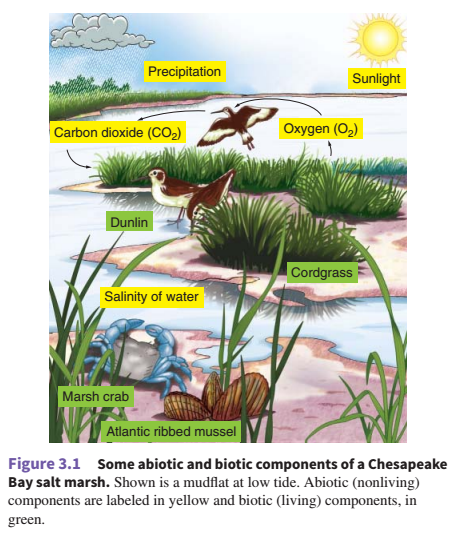 Precipitation
Sunlight
Carbon dioxide (CO₂)
Oxygen (O₂)
Dunlin
Cordgrass
Salinity of water
Marsh crab
Atlantic ribbed mussel
Figure 3.1 Some abiotic and biotic components of a Chesapeake
Bay salt marsh. Shown is a mudflat at low tide. Abiotic (nonliving)
components are labeled in yellow and biotic (living) components, in
green.